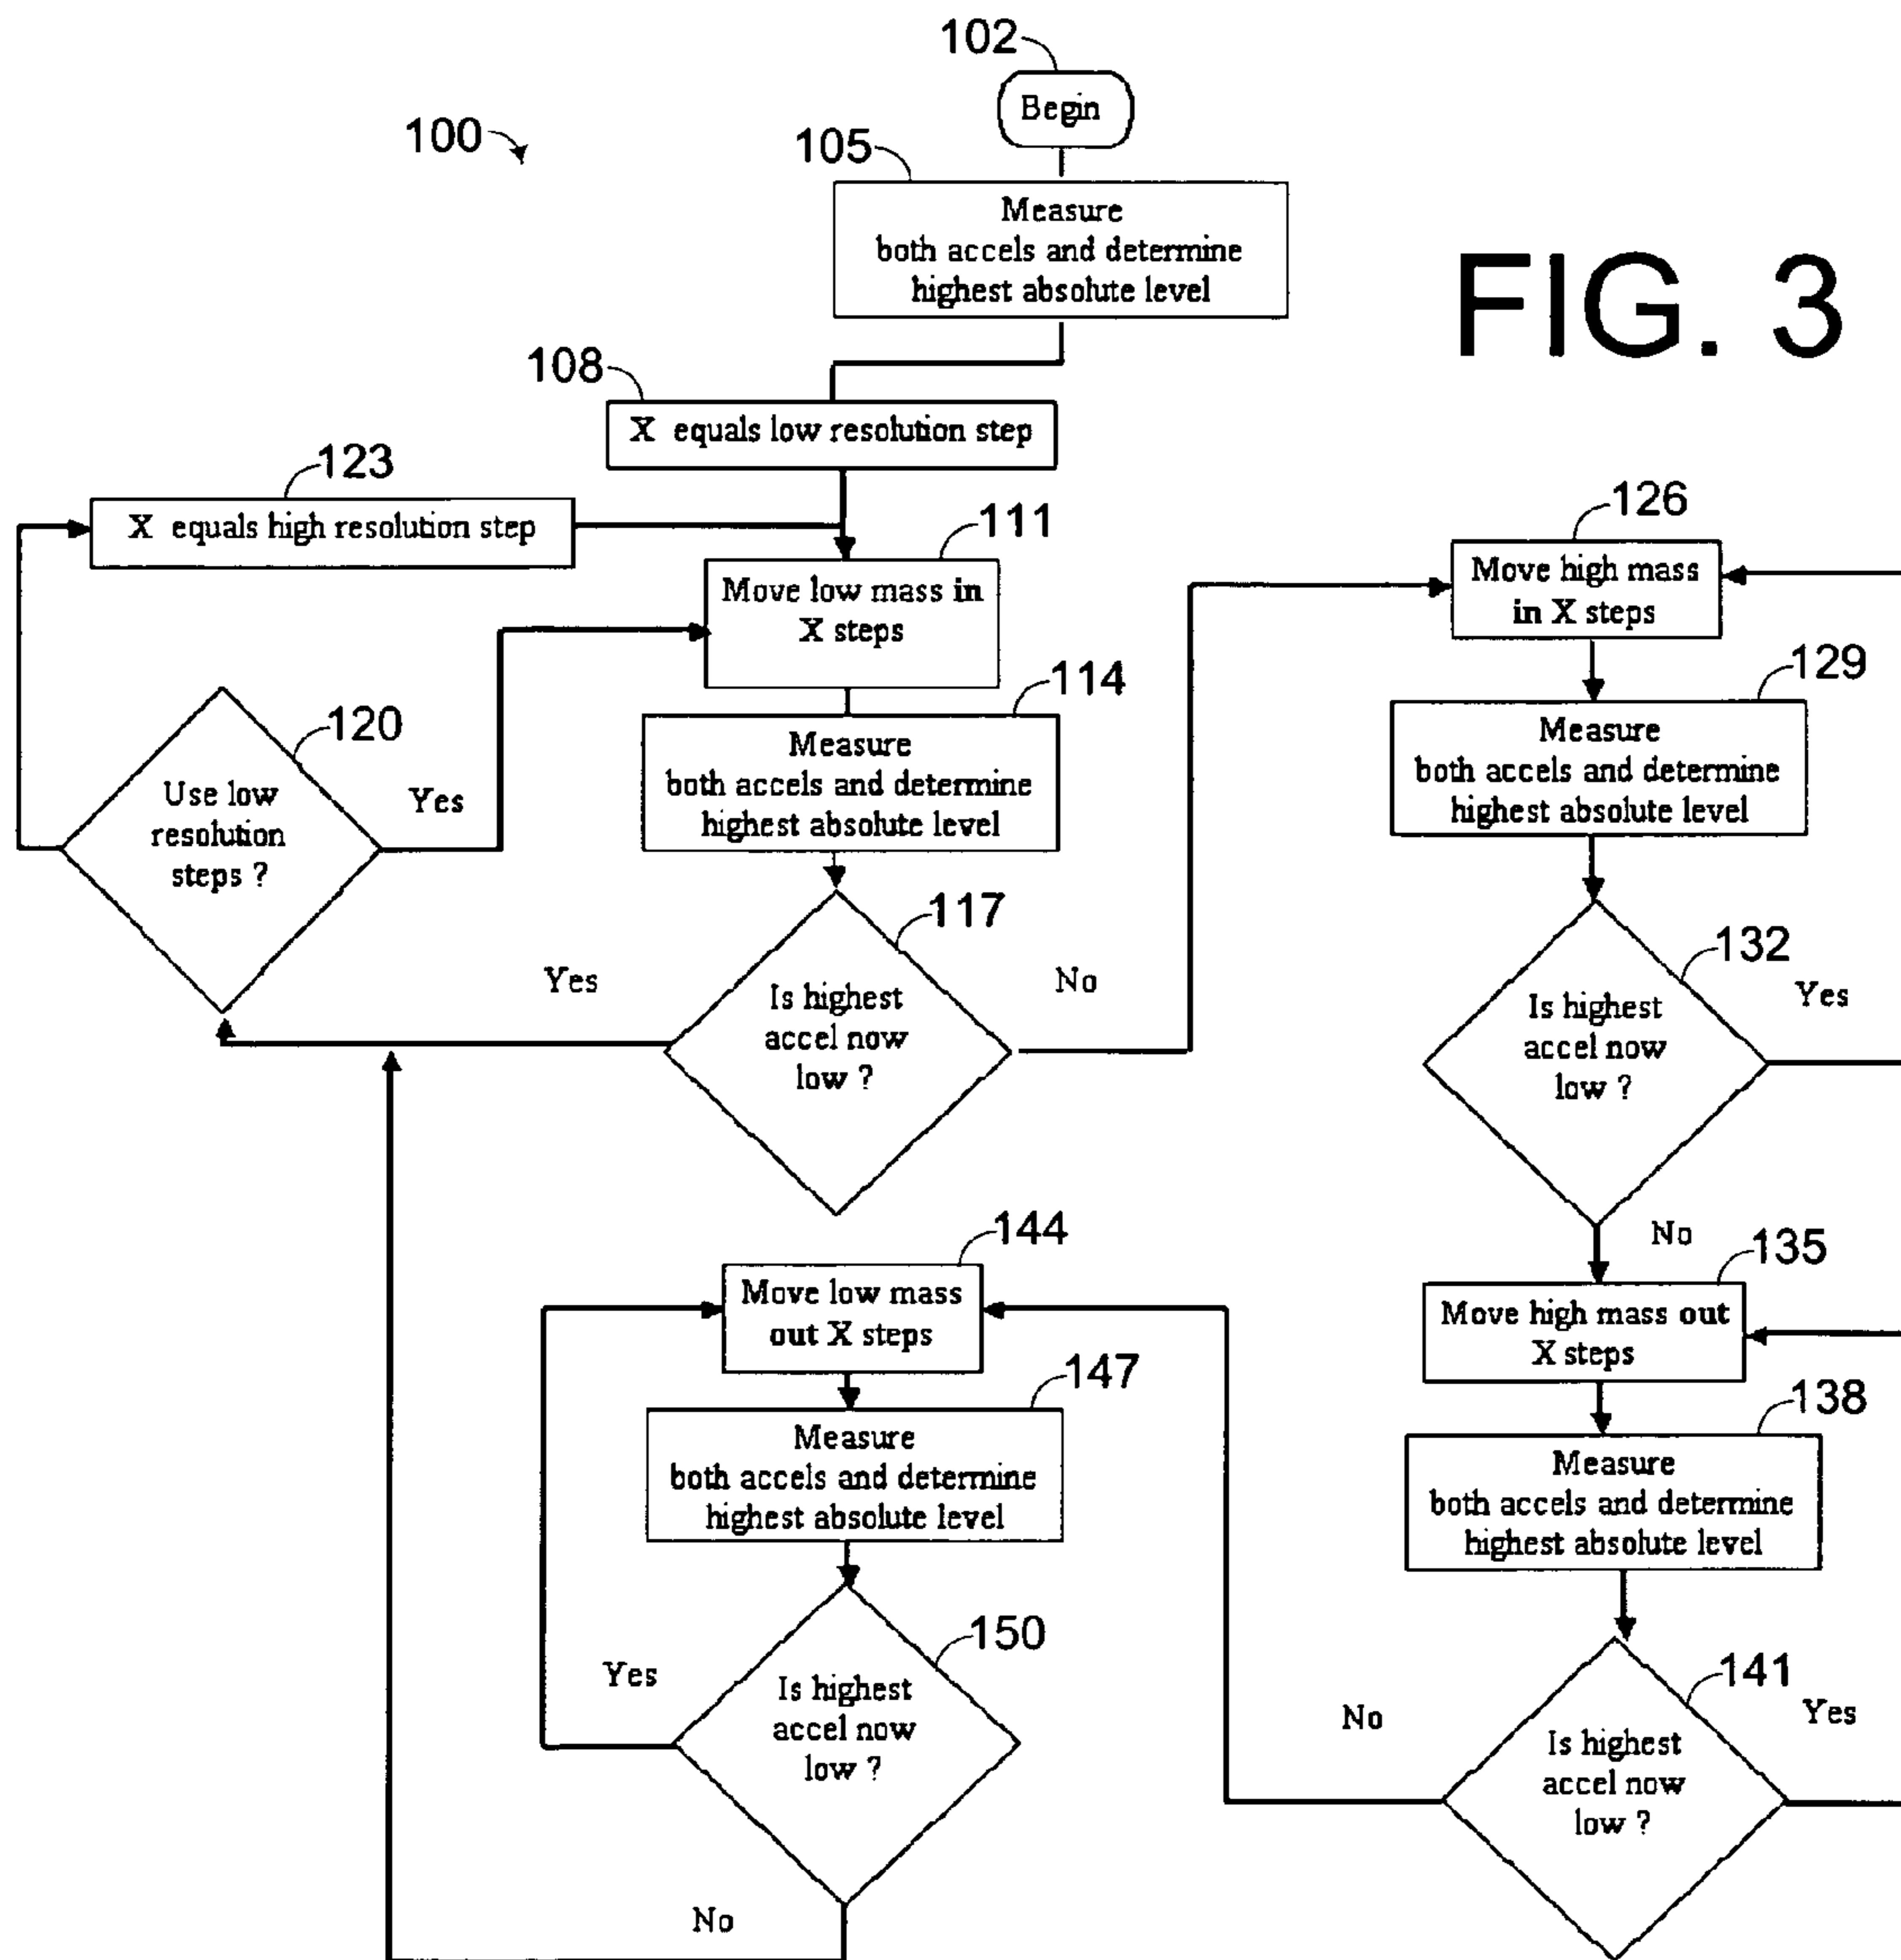 102
Begin
100
105
Measure
both accels and determine
highest absolute level
FIG. 3
108
X equals low resolution step
123
X equals high resolution step
111
Move low mass in
X steps
114
Measure
both accels and determine
highest absolute level
120
Use low
resolution
steps ?
Yes
117
Is highest
accel now
low ?
Yes
No
126
Move high mass
in X steps
129
Measure
both accels and determine
highest absolute level
132
Is highest
accel now
low ?
Yes
No
135
Move high mass out
X steps
138
Measure
both accels and determine
highest absolute level
141
Is highest
accel now
low ?
Yes
No
144
Move low mass
out X steps
147
Measure
both accels and determine
highest absolute level
150
Is highest
accel now
low ?
Yes
No